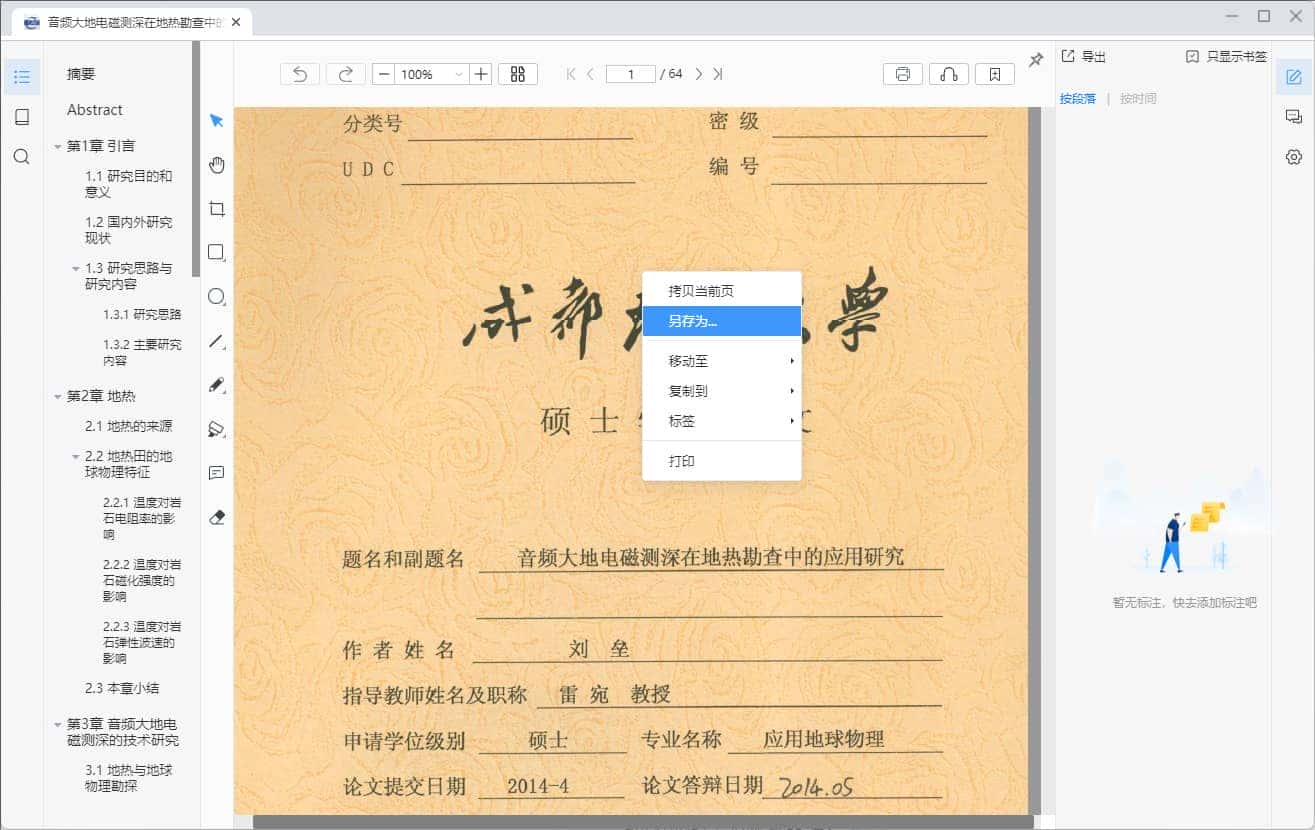 音频大地电磁测深在地热勘查中的
摘要
Abstract
第1章 引言
1.1 研究目的和
意义
1.2 国内外研究
现状
1.3 研究思路与
研究内容
1.3.1 研究思路
1.3.2 主要研究
内容
第2章 地热
2.1 地热的来源
2.2 地热田的地
球物理特征
2.2.1 温度对岩
石电阻率的影
响
2.2.2 温度对岩
石磁化强度的
影响
2.2.3 温度对岩
石弹性波速的
影响
2.3 本章小结
第3章 音频大地电
磁测深的技术研究
3.1 地热与地球
物理勘探
100%
1 / 64
分类号 密 级
U D C 编 号
成都 学
硕 士
拷贝当前页
另存为...
移动至
复制到
标签
打印
题名和副题名 音频大地电磁测深在地热勘查中的应用研究
作 者 姓 名 刘 垒
指导教师姓名及职称 雷 宛 教授
申请学位级别 硕士 专业名称 应用地球物理
论文提交日期 2014-4 论文答辩日期 2014.05
导出 只显示书签
按段落 | 按时间
暂无标注，快去添加标注吧